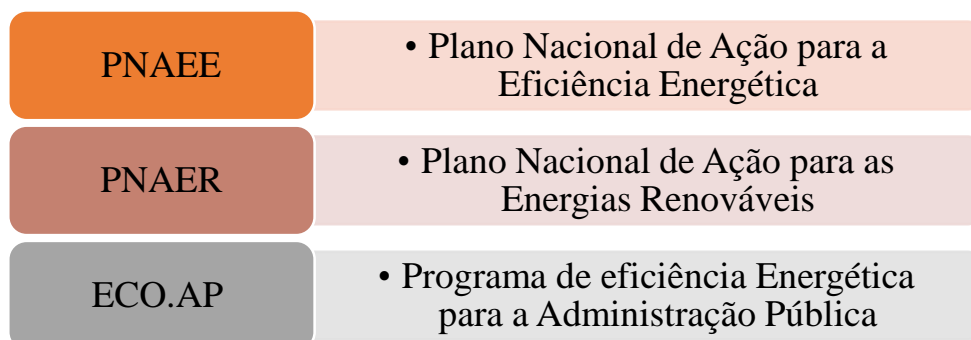 PNAEE
• Plano Nacional de Ação para a
Eficiência Energética
PNAER
• Plano Nacional de Ação para as
Energias Renováveis
ECO.AP
• Programa de eficiência Energética
para a Administração Pública